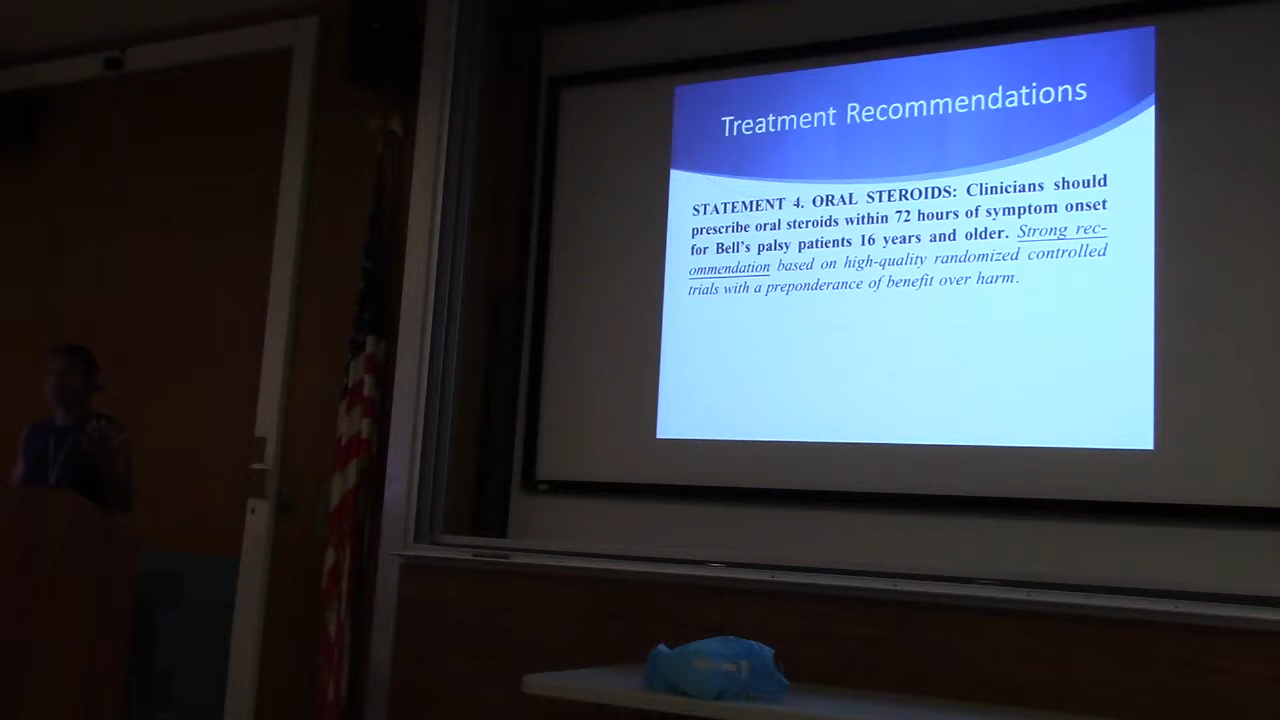 Treatment Recommendations
STATEMENT 4. ORAL STEROIDS: Clinicians should
prescribe oral steroids within 72 hours of symptom onset
for Bell's palsy patients 16 years and older. Strong rec-
ommendation based on high-quality randomized controlled
trials with a preponderance of benefit over harm.